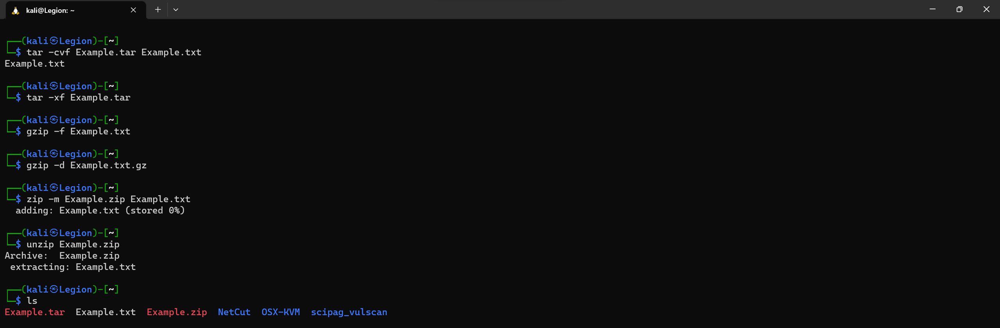 kali@Legion: ~
┌──(kali㉿Legion)-[~]
└─$ tar -cvf Example.tar Example.txt
Example.txt
┌──(kali㉿Legion)-[~]
└─$ tar -xf Example.tar
┌──(kali㉿Legion)-[~]
└─$ gzip -f Example.txt
┌──(kali㉿Legion)-[~]
└─$ gzip -d Example.txt.gz
┌──(kali㉿Legion)-[~]
└─$ zip -m Example.zip Example.txt
  adding: Example.txt (stored 0%)
┌──(kali㉿Legion)-[~]
└─$ unzip Example.zip
Archive:  Example.zip
 extracting: Example.txt
┌──(kali㉿Legion)-[~]
└─$ ls
Example.tar  Example.txt  Example.zip  NetCut  OSX-KVM  scipag_vulscan